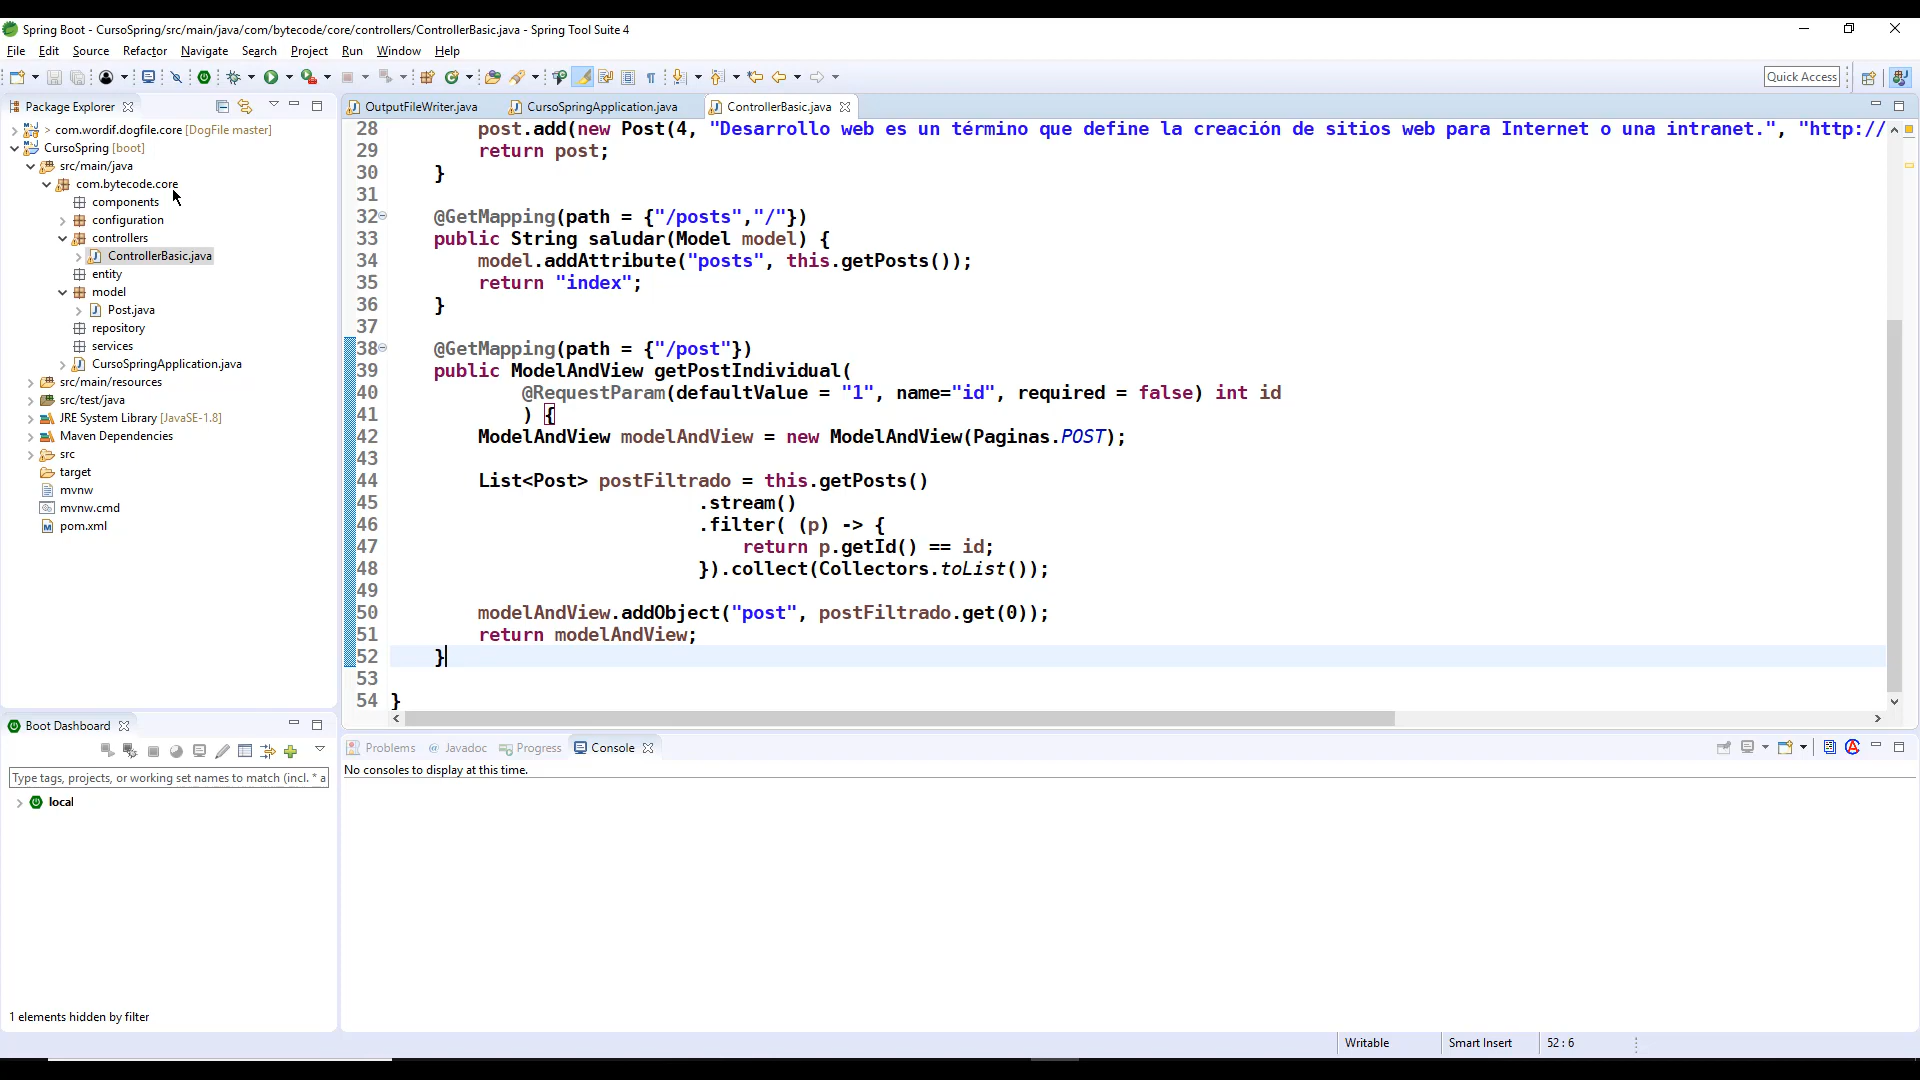 Spring Boot - CursoSpring/src/main/java/com/bytecode/core/controllers/ControllerBasic.java - Spring Tool Suite 4
File Edit Source Refactor Navigate Search Project Run Window Help
Quick Access
Package Explorer
> com.wordif.dogfile.core [DogFile master]
CursoSpring [boot]
src/main/java
com.bytecode.core
components
configuration
controllers
ControllerBasic.java
entity
model
Post.java
repository
services
CursoSpringApplication.java
src/main/resources
src/test/java
JRE System Library [JavaSE-1.8]
Maven Dependencies
src
target
mvnw
mvnw.cmd
pom.xml
OutputFileWriter.java CursoSpringApplication.java ControllerBasic.java
28 post.add(new Post(4, "Desarrollo web es un término que define la creación de sitios web para Internet o una intranet.", "http://
29 return post;
30 }
31
32 @GetMapping(path = {"/posts","/"})
33 public String saludar(Model model) {
34 model.addAttribute("posts", this.getPosts());
35 return "index";
36 }
37
38 @GetMapping(path = {"/post"})
39 public ModelAndView getPostIndividual(
40 @RequestParam(defaultValue = "1", name="id", required = false) int id
41 ) {
42 ModelAndView modelAndView = new ModelAndView(Paginas.POST);
43
44 List<Post> postFiltrado = this.getPosts()
45 .stream()
46 .filter( (p) -> {
47 return p.getId() == id;
48 }).collect(Collectors.toList());
49
50 modelAndView.addObject("post", postFiltrado.get(0));
51 return modelAndView;
52 }
53
54 }
Boot Dashboard
Type tags, projects, or working set names to match (incl. * a
local
1 elements hidden by filter
Problems Javadoc Progress Console
No consoles to display at this time.
Writable Smart Insert 52 : 6